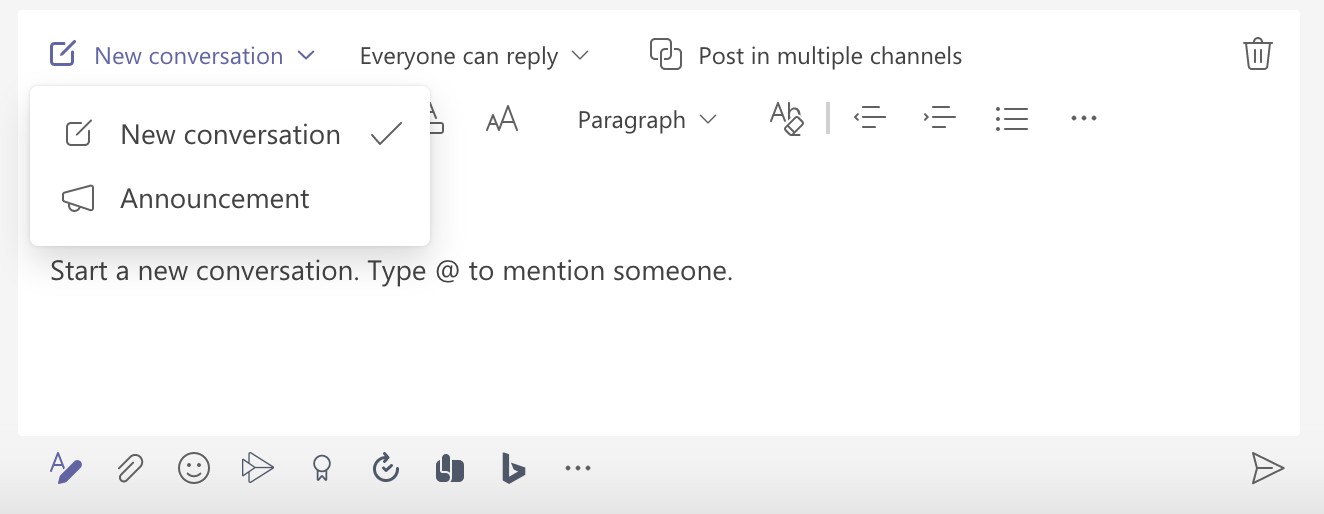 New conversation Everyone can reply Post in multiple channels
New conversation
Paragraph
Announcement
Start a new conversation. Type @ to mention someone.